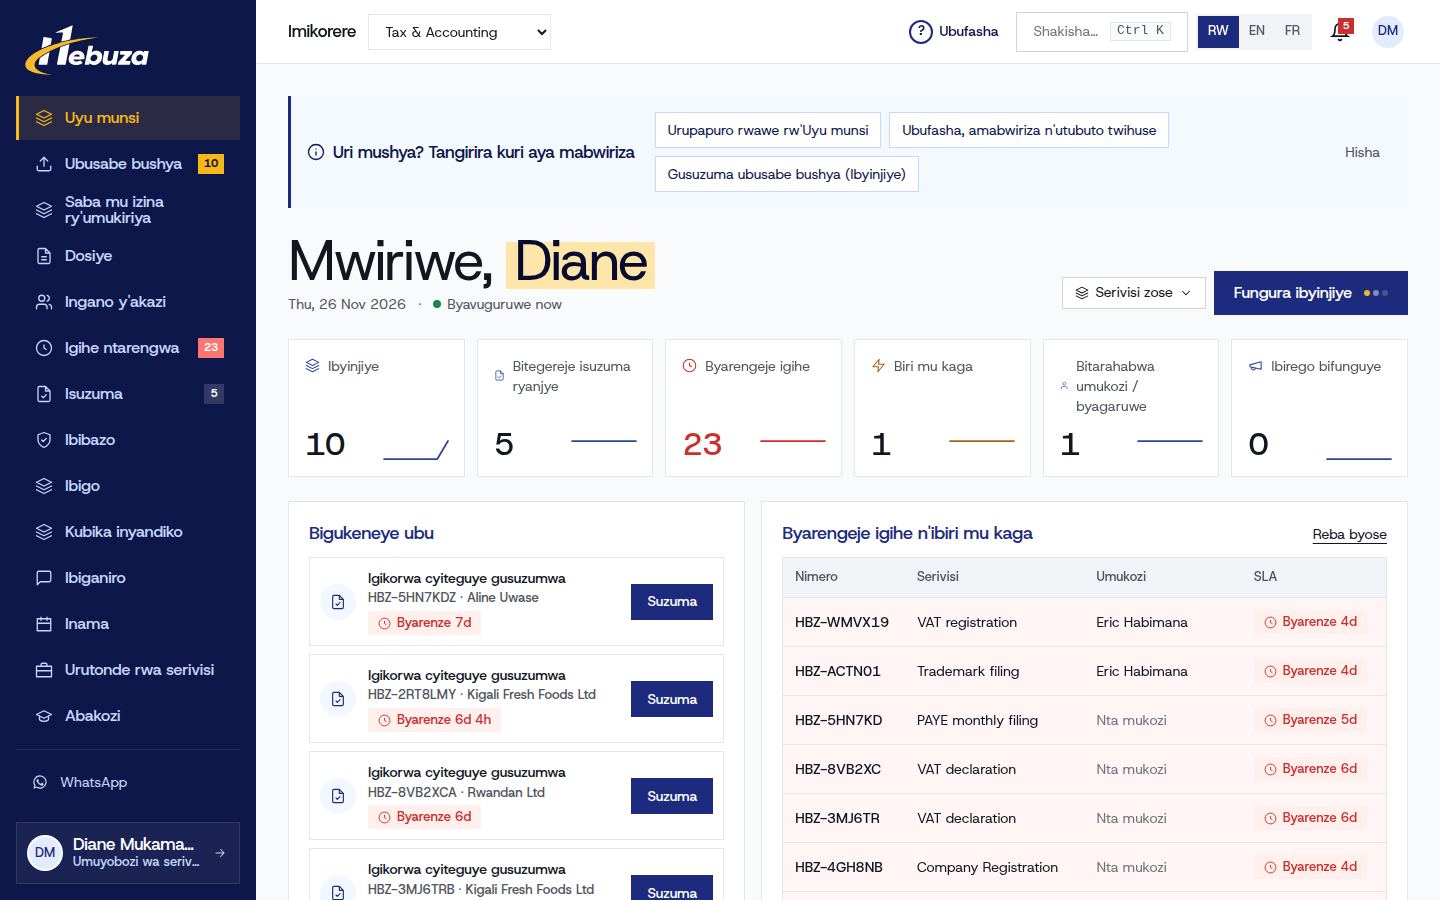 Hebuza
Uyu munsi
Ubusabe bushya 10
Saba mu izina
ry'umukiriya
Dosiye
Ingano y'akazi
Igihe ntarengwa 23
Isuzuma 5
Ibibazo
Ibigo
Kubika inyandiko
Ibiganiro
Inama
Urutonde rwa serivisi
Abakozi
WhatsApp
DM
Diane Mukama...
Umuyobozi wa seriv...
Imikorere Tax & Accounting
? Ubufasha Shakisha... Ctrl K RW EN FR 5 DM
Uri mushya? Tangirira kuri aya mabwiriza
Urupapuro rwawe rw'Uyu munsi Ubufasha, amabwiriza n'utubuto twihuse
Gusuzuma ubusabe bushya (Ibyinjiye)
Hisha
Mwiriwe, Diane
Thu, 26 Nov 2026 · Byavuguruwe now
Serivisi zose Fungura ibyinjiye
Ibyinjiye
10
Bitegereje isuzuma
ryanjye
5
Byarengeje igihe
23
Biri mu kaga
1
Bitarahabwa
umukozi /
byagaruwe
1
Ibirego bifunguye
0
Bigukeneye ubu
Igikorwa cyiteguye gusuzumwa
HBZ-5HN7KDZ · Aline Uwase
Byarenze 7d
Suzuma
Igikorwa cyiteguye gusuzumwa
HBZ-2RT8LMY · Kigali Fresh Foods Ltd
Byarenze 6d 4h
Suzuma
Igikorwa cyiteguye gusuzumwa
HBZ-8VB2XCA · Rwandan Ltd
Byarenze 6d
Suzuma
Igikorwa cyiteguye gusuzumwa
HBZ-3MJ6TRB · Kigali Fresh Foods Ltd
Suzuma
Byarengeje igihe n'ibiri mu kaga Reba byose
Nimero Serivisi Umukozi SLA
HBZ-WMVX19 VAT registration Eric Habimana Byarenze 4d
HBZ-ACTN01 Trademark filing Eric Habimana Byarenze 4d
HBZ-5HN7KD PAYE monthly filing Nta mukozi Byarenze 5d
HBZ-8VB2XC VAT declaration Nta mukozi Byarenze 6d
HBZ-3MJ6TR VAT declaration Nta mukozi Byarenze 6d
HBZ-4GH8NB Company Registration Nta mukozi Byarenze 4d